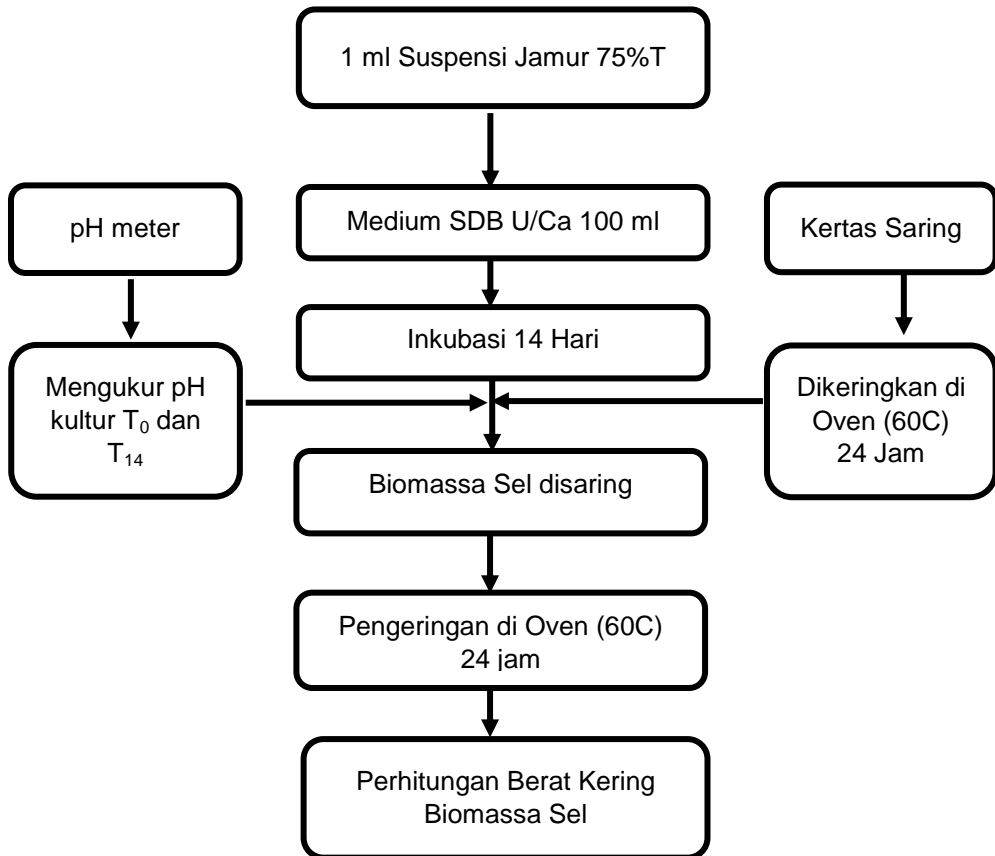 1 ml Suspensi Jamur 75%T
pH meter
Medium SDB U/Ca 100 ml
Kertas Saring
Inkubasi 14 Hari
Mengukur pH
kultur T₀ dan
T₁₄
Dikeringkan di
Oven (60C)
24 Jam
Biomassa Sel disaring
Pengeringan di Oven (60C)
24 jam
Perhitungan Berat Kering
Biomassa Sel